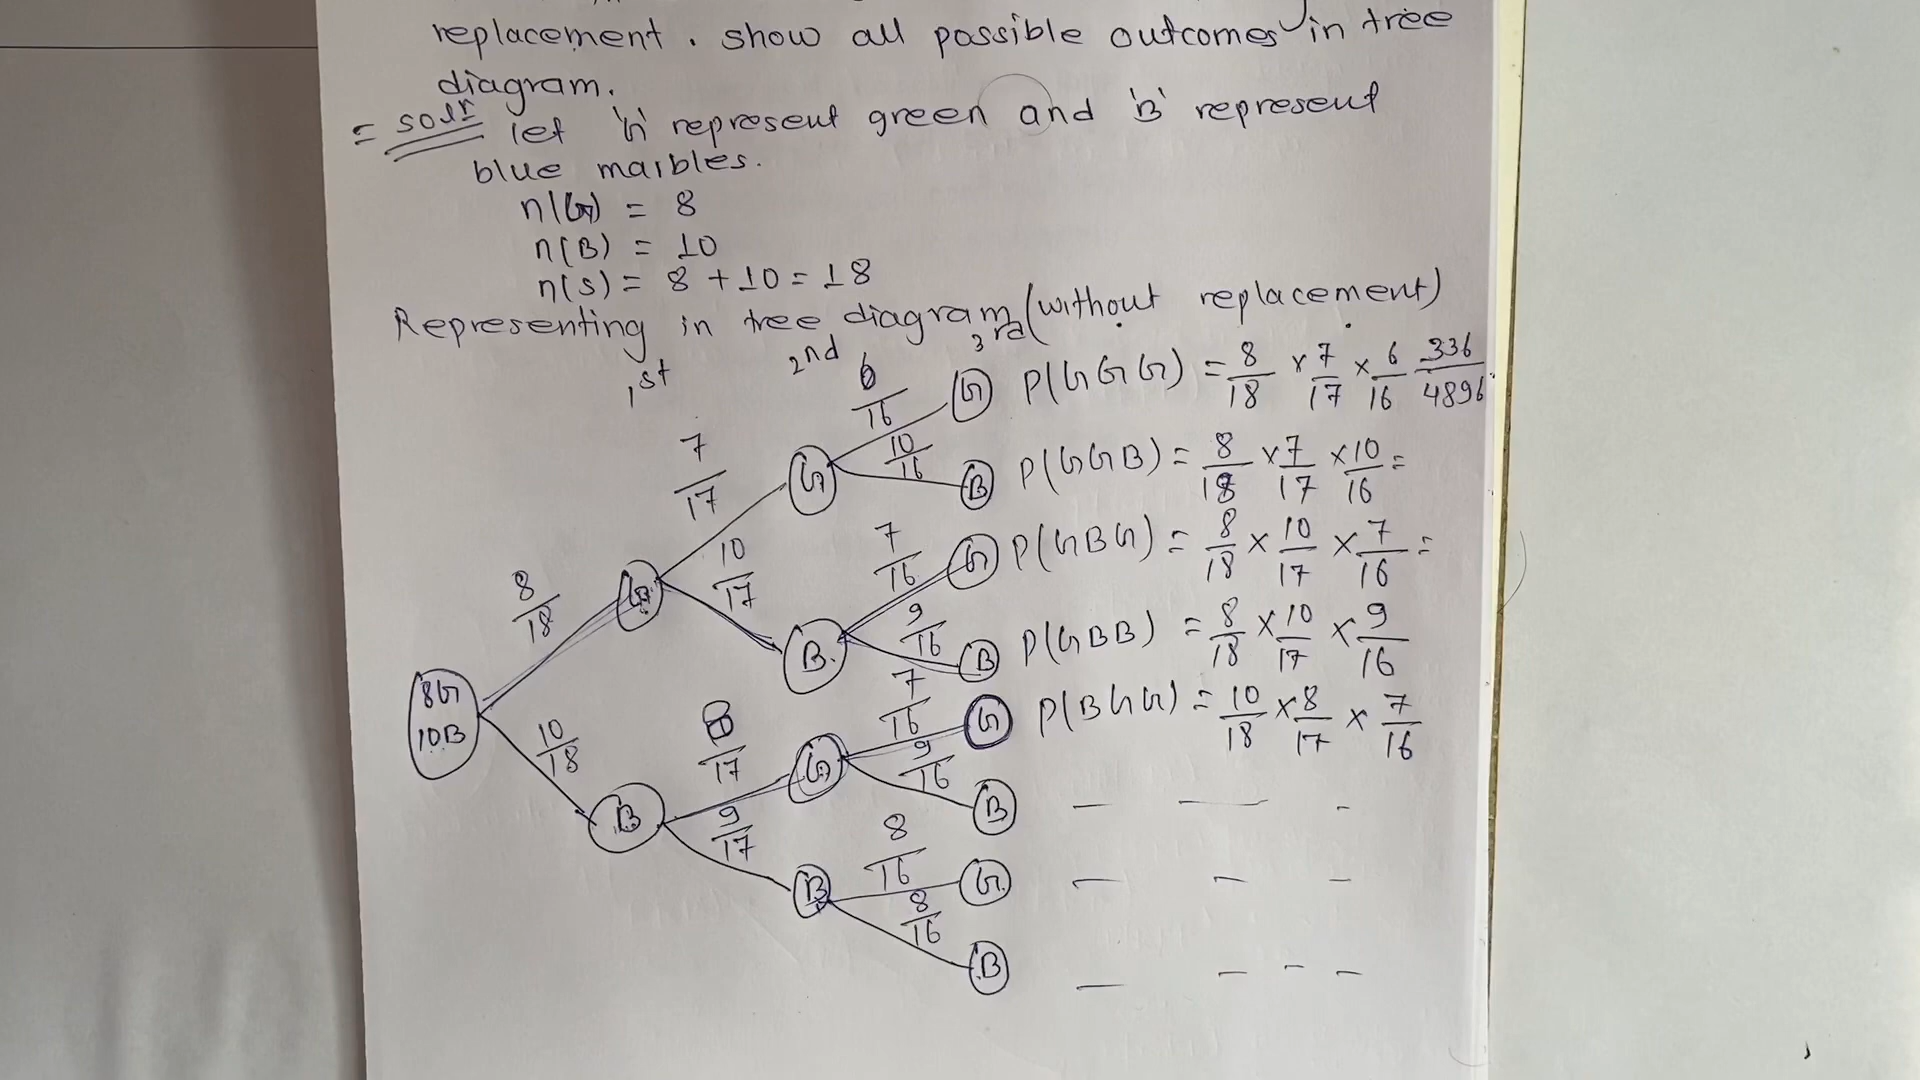 replacement. show all possible outcomes in tree
diagram.
= soln let 'G' represent green and 'B' represent
blue marbles.
n(G) = 8
n(B) = 10
n(S) = 8 + 10 = 18
Representing in tree diagram (without replacement)
1st 2nd 3rd
8G
10B
8/18 G
10/18 B
7/17 G
10/17 B
8/17 G
9/17 B
6/16 G P(GGG) = 8/18 × 7/17 × 6/16 336/4896
10/16 B P(GGB) = 8/18 × 7/17 × 10/16 =
7/16 G P(GBG) = 8/18 × 10/17 × 7/16 =
9/16 B P(GBB) = 8/18 × 10/17 × 9/16
7/16 G P(BGG) = 10/18 × 8/17 × 7/16
9/16 B — — -
8/16 G — - -
8/16 B — - - -